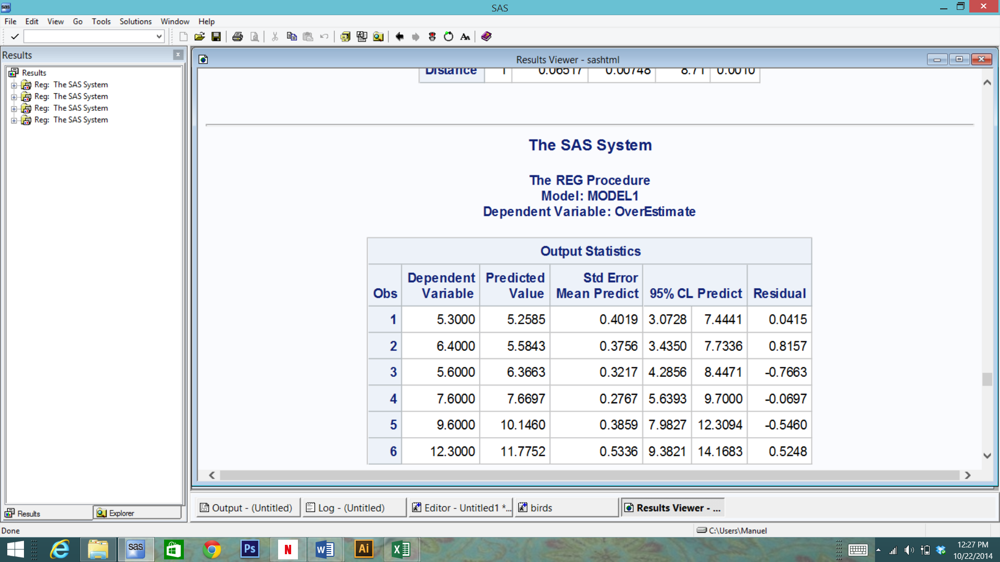 SAS
File Edit View Go Tools Solutions Window Help
Results
Results Viewer - sashtml
Results
Reg: The SAS System
Reg: The SAS System
Reg: The SAS System
Reg: The SAS System
Distance 1 0.06517 0.00748 8.71 0.0010
The SAS System
The REG Procedure
Model: MODEL1
Dependent Variable: OverEstimate
Output Statistics
Obs Dependent Variable Predicted Value Std Error Mean Predict 95% CL Predict Residual
1 5.3000 5.2585 0.4019 3.0728 7.4441 0.0415
2 6.4000 5.5843 0.3756 3.4350 7.7336 0.8157
3 5.6000 6.3663 0.3217 4.2856 8.4471 -0.7663
4 7.6000 7.6697 0.2767 5.6393 9.7000 -0.0697
5 9.6000 10.1460 0.3859 7.9827 12.3094 -0.5460
6 12.3000 11.7752 0.5336 9.3821 14.1683 0.5248
Results Explorer
Output - (Untitled) Log - (Untitled) Editor - Untitled1 *... birds Results Viewer - ...
Done
C:\Users\Manuel
sas Ps N W Ai X
12:27 PM
10/22/2014